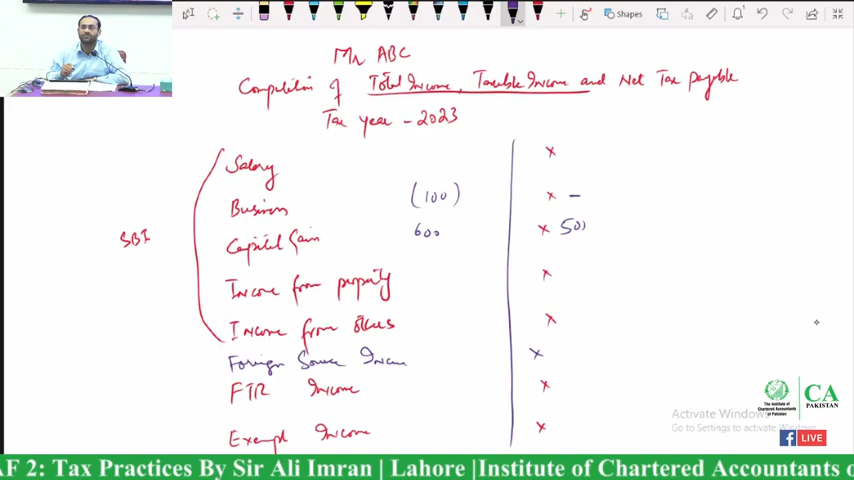 Shapes
Mr ABC
Computation of Total Income, Taxable Income and Net Tax payable
Tax year - 2023
Salary x
Business (100) x -
SBI
Capital Gain 600 x 500
Income from property x
Income from others x
Foreign Source Income x
FTR Income x
Exempt Income x
The Institute of
Chartered Accountants
of Pakistan
CA
PAKISTAN
Activate Windows
Go to Settings to activate Windows.
f LIVE
AF 2: Tax Practices By Sir Ali Imran | Lahore |Institute of Chartered Accountants o